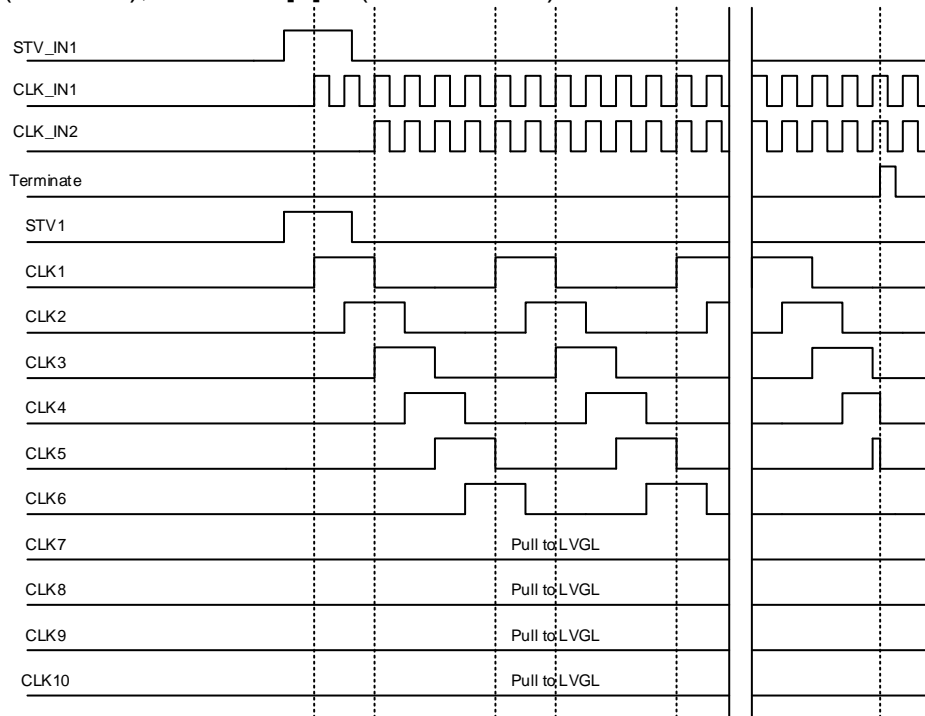 STV_IN1
CLK_IN1
CLK_IN2
Terminate
STV1
CLK1
CLK2
CLK3
CLK4
CLK5
CLK6
CLK7 Pull to LVGL
CLK8 Pull to LVGL
CLK9 Pull to LVGL
CLK10 Pull to LVGL